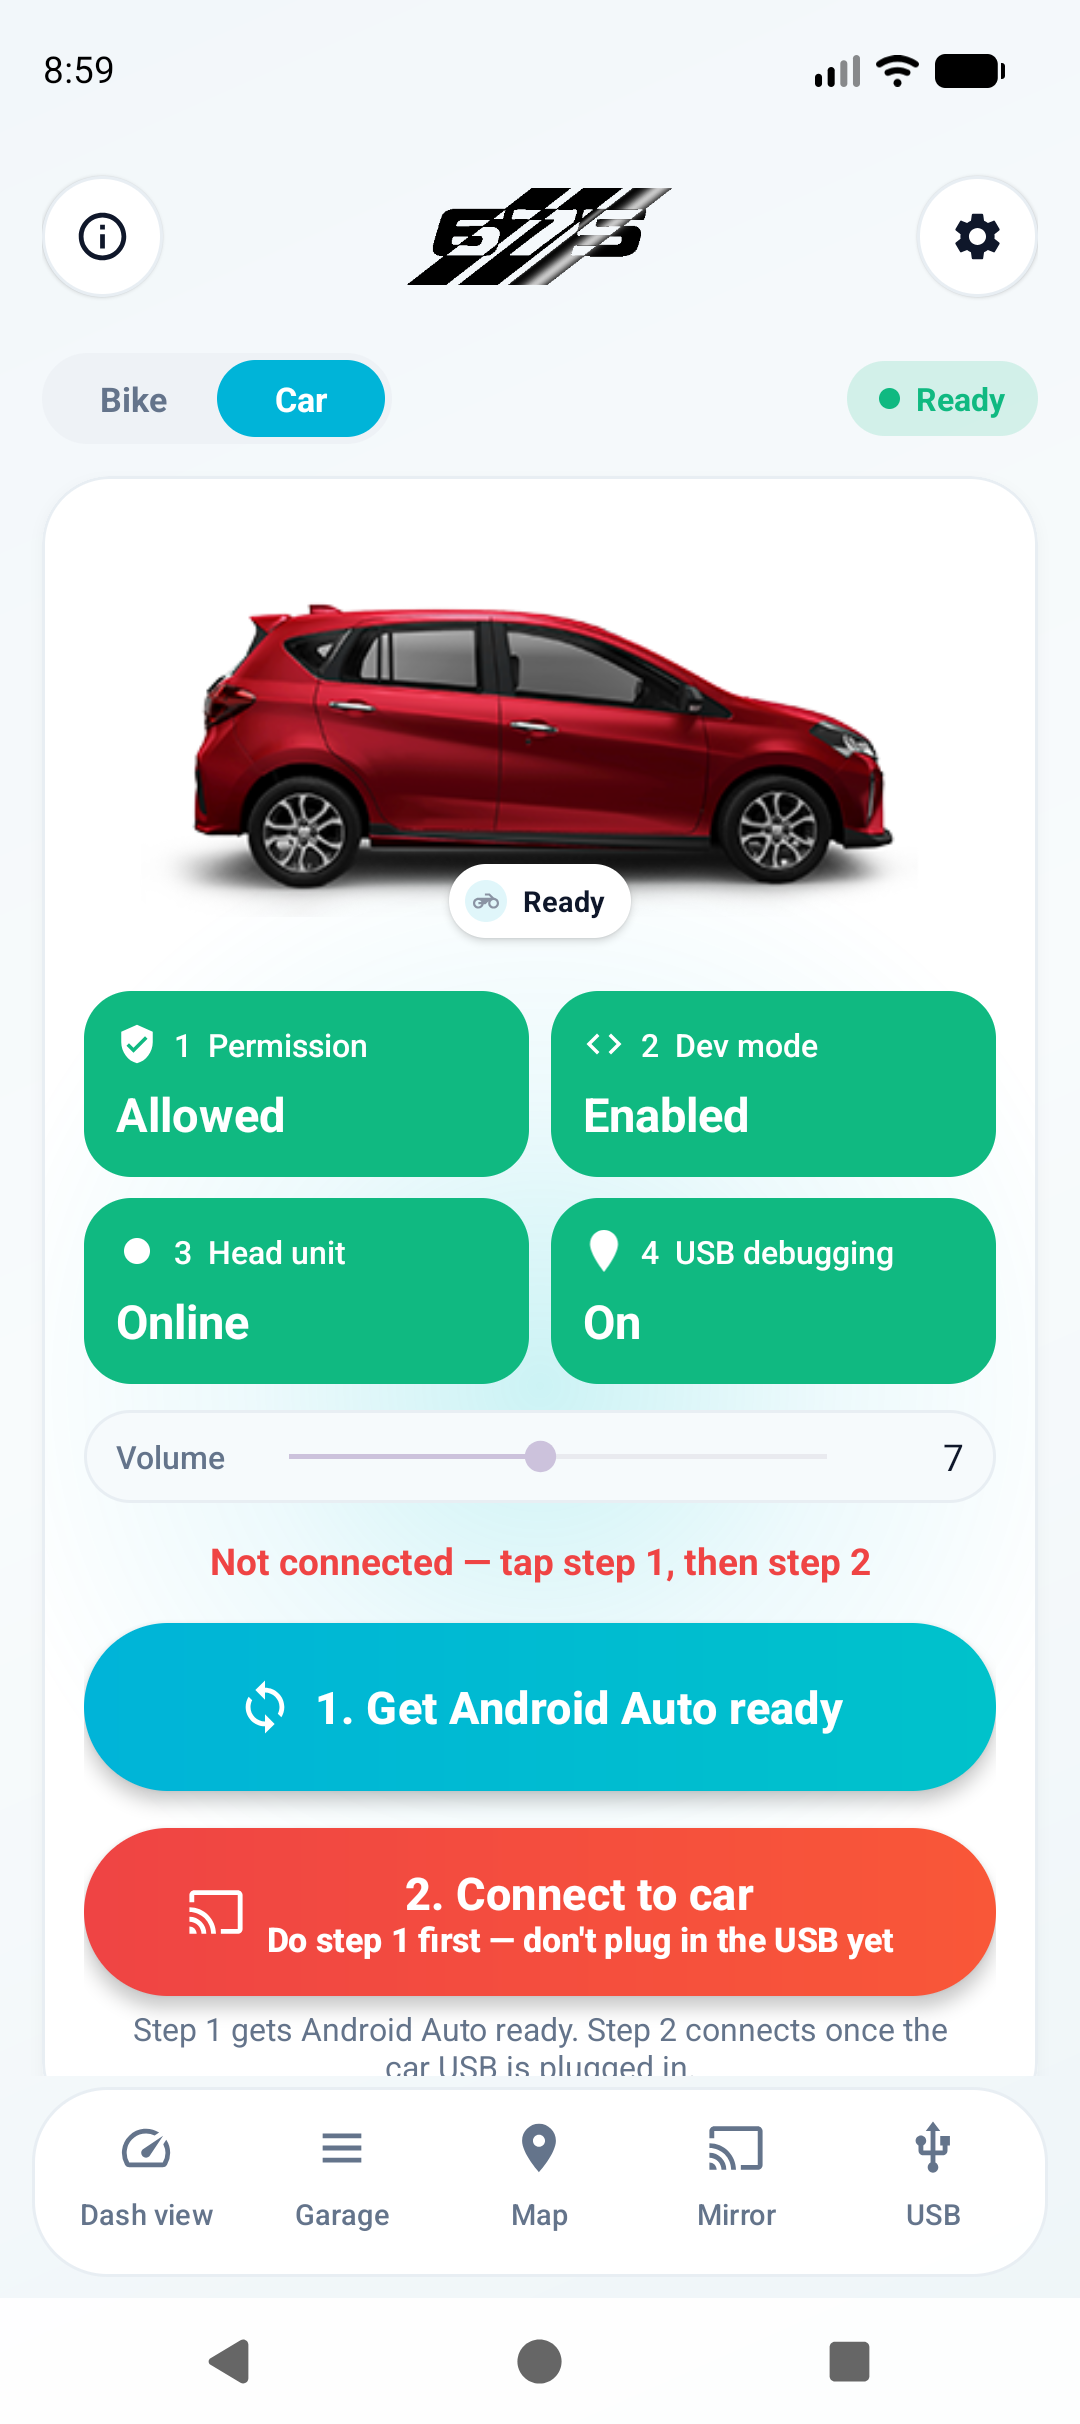 8:59
675
Bike
Car
Ready
Ready
1 Permission
Allowed
2 Dev mode
Enabled
3 Head unit
Online
4 USB debugging
On
Volume
7
Not connected — tap step 1, then step 2
1. Get Android Auto ready
2. Connect to car
Do step 1 first — don't plug in the USB yet
Step 1 gets Android Auto ready. Step 2 connects once the
car USB is plugged in.
Dash view
Garage
Map
Mirror
USB